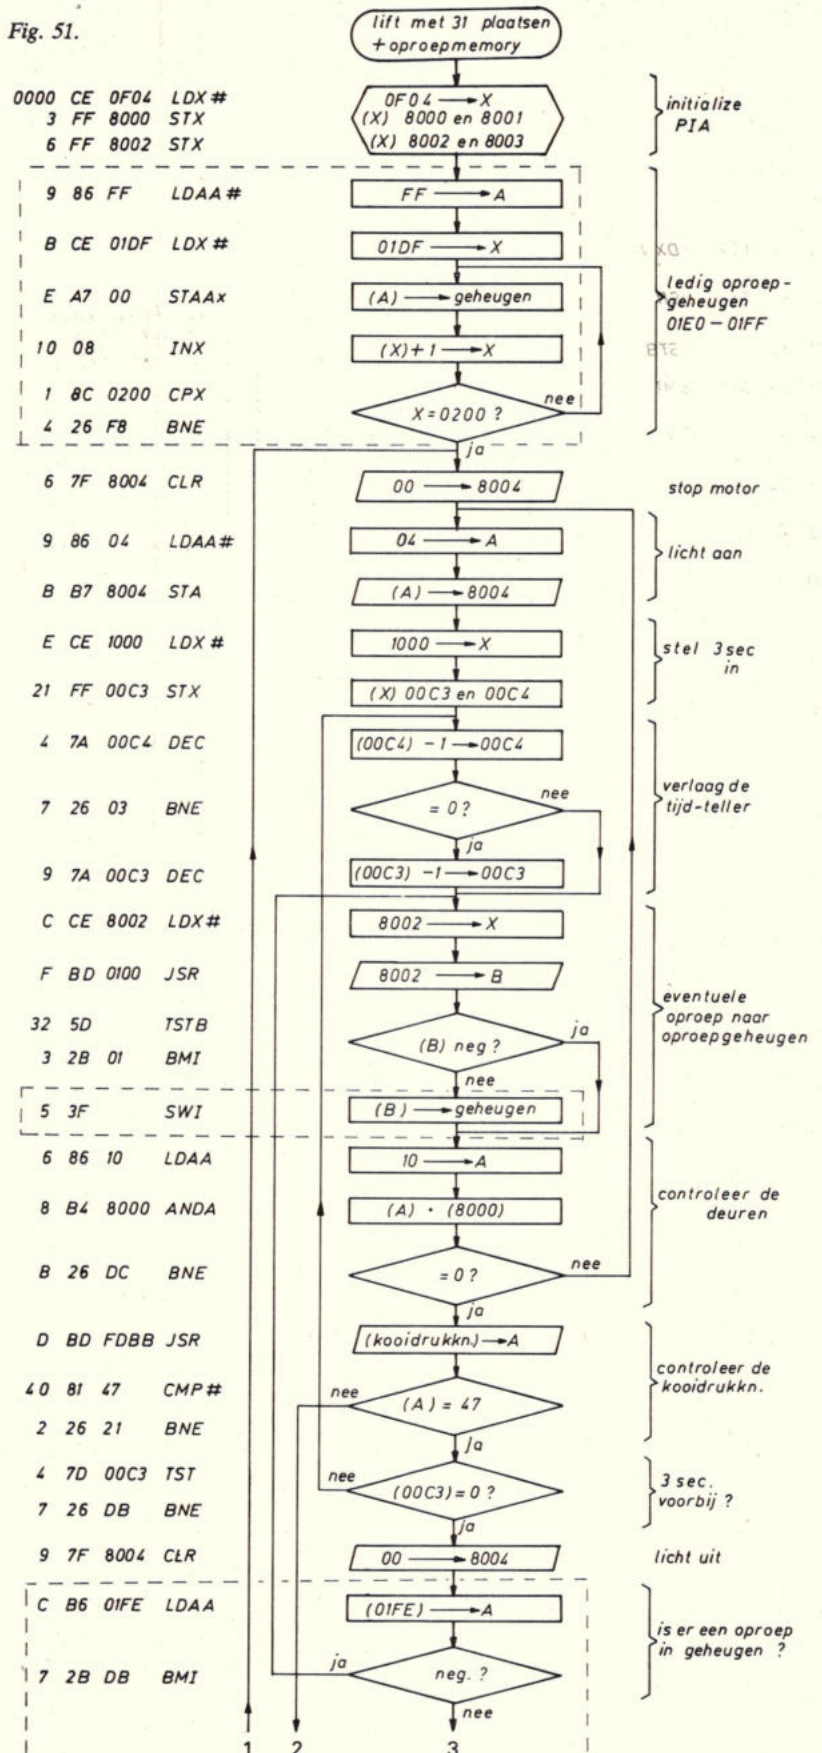 Fig. 51.
lift met 31 plaatsen
+ oproepmemory
0000 CE 0F04 LDX#
3 FF 8000 STX
6 FF 8002 STX
0F04 → X
(X) 8000 en 8001
(X) 8002 en 8003
initialize
PIA
9 86 FF LDAA#
FF → A
B CE 01DF LDX#
01DF → X
E A7 00 STAAx
(A) → geheugen
ledig oproep-
geheugen
01E0 – 01FF
10 08 INX
(X)+1 → X
1 8C 0200 CPX
4 26 F8 BNE
X=0200 ?
nee
ja
6 7F 8004 CLR
00 → 8004
stop motor
9 86 04 LDAA#
04 → A
licht aan
B B7 8004 STA
(A) → 8004
E CE 1000 LDX#
1000 → X
stel 3sec
in
21 FF 00C3 STX
(X) 00C3 en 00C4
4 7A 00C4 DEC
(00C4) -1 → 00C4
verlaag de
tijd-teller
7 26 03 BNE
= 0 ?
nee
ja
9 7A 00C3 DEC
(00C3) -1 → 00C3
C CE 8002 LDX#
8002 → X
F BD 0100 JSR
8002 → B
eventuele
oproep naar
oproepgeheugen
32 5D TSTB
3 2B 01 BMI
(B) neg ?
ja
nee
5 3F SWI
(B) → geheugen
6 86 10 LDAA
10 → A
8 B4 8000 ANDA
(A) · (8000)
controleer de
deuren
B 26 DC BNE
= 0 ?
nee
ja
D BD FDBB JSR
(kooidrukkn.) → A
controleer de
kooidrukkn.
40 81 47 CMP#
2 26 21 BNE
nee
(A) = 47
ja
4 7D 00C3 TST
7 26 DB BNE
nee
(00C3)=0 ?
ja
3 sec.
voorbij ?
9 7F 8004 CLR
00 → 8004
licht uit
C B6 01FE LDAA
(01FE) → A
is er een oproep
in geheugen ?
7 2B DB BMI
ja
neg. ?
nee
1 2 3